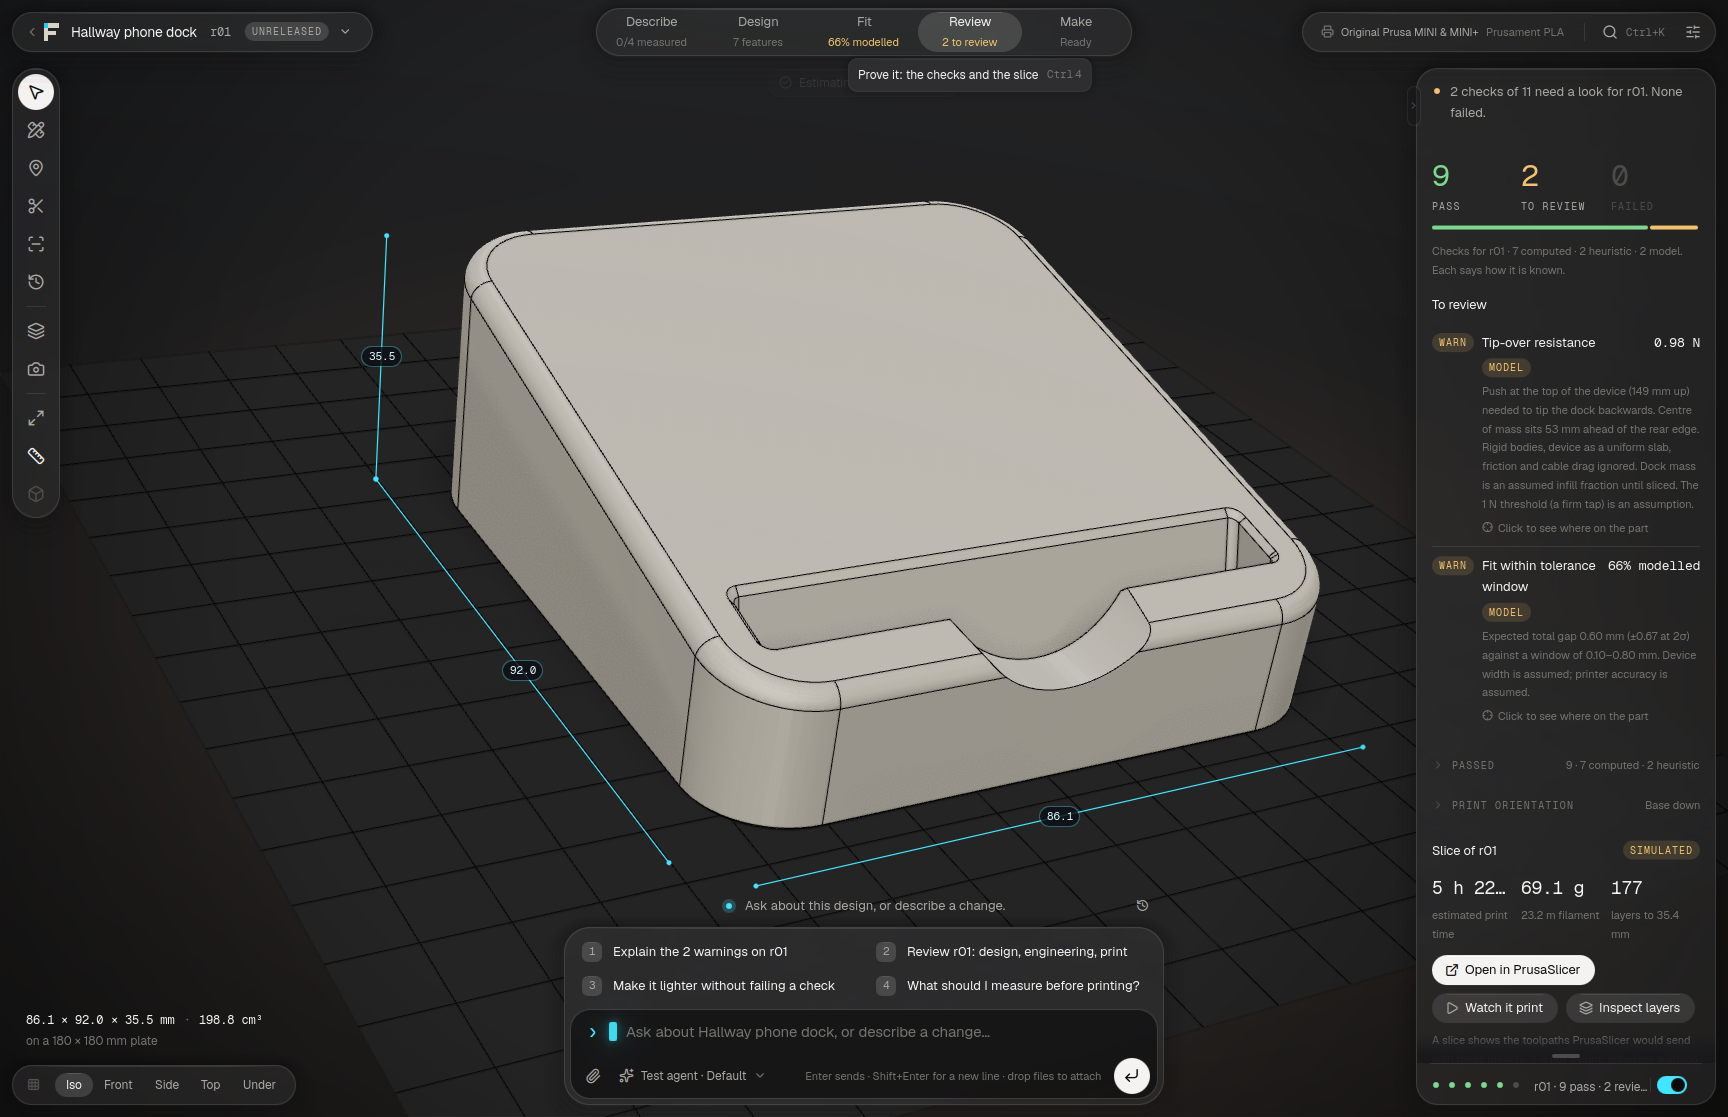 Hallway phone dock r01 UNRELEASED
Describe
0/4 measured
Design
7 features
Fit
66% modelled
Review
2 to review
Make
Ready
Original Prusa MINI & MINI+ Prusament PLA
Ctrl+K
Prove it: the checks and the slice Ctrl 4
2 checks of 11 need a look for r01. None
failed.
9
PASS
2
TO REVIEW
0
FAILED
Checks for r01 · 7 computed · 2 heuristic · 2 model.
Each says how it is known.
To review
WARN Tip-over resistance 0.98 N
MODEL
Push at the top of the device (149 mm up)
needed to tip the dock backwards. Centre
of mass sits 53 mm ahead of the rear edge.
Rigid bodies, device as a uniform slab,
friction and cable drag ignored. Dock mass
is an assumed infill fraction until sliced. The
1 N threshold (a firm tap) is an assumption.
Click to see where on the part
WARN Fit within tolerance 66% modelled
window
MODEL
Expected total gap 0.60 mm (±0.67 at 2σ)
against a window of 0.10–0.80 mm. Device
width is assumed; printer accuracy is
assumed.
Click to see where on the part
PASSED 9 · 7 computed · 2 heuristic
PRINT ORIENTATION Base down
Slice of r01 SIMULATED
5 h 22…
estimated print
time
69.1 g
23.2 m filament
177
layers to 35.4
mm
Open in PrusaSlicer
Watch it print
Inspect layers
A slice shows the toolpaths PrusaSlicer would send
r01 · 9 pass · 2 revie…
35.5
92.0
86.1
Ask about this design, or describe a change.
1 Explain the 2 warnings on r01
2 Review r01: design, engineering, print
3 Make it lighter without failing a check
4 What should I measure before printing?
Ask about Hallway phone dock, or describe a change…
Test agent · Default
Enter sends · Shift+Enter for a new line · drop files to attach
86.1 × 92.0 × 35.5 mm · 198.8 cm³
on a 180 × 180 mm plate
Iso Front Side Top Under